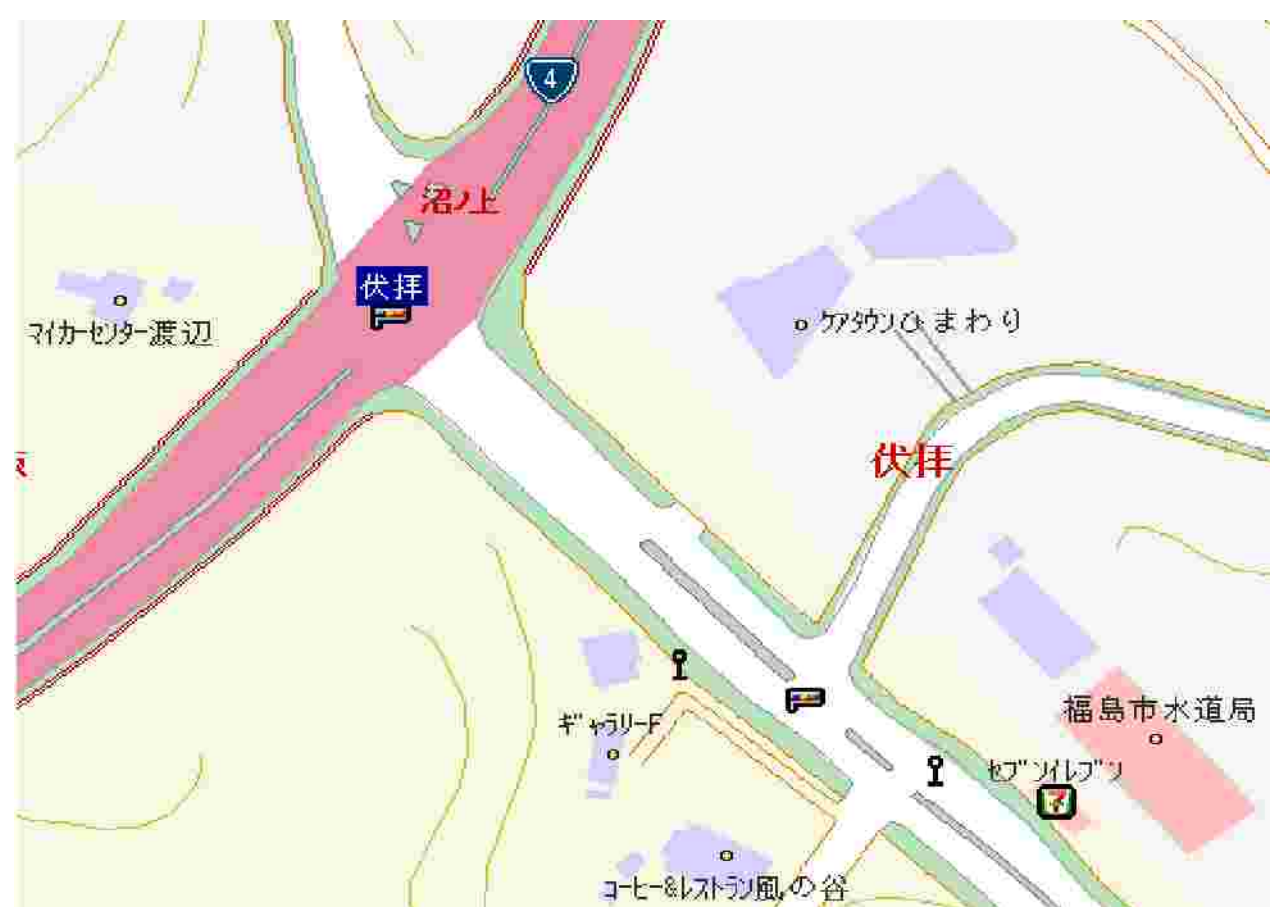 4
沼ノ上
伏拝
マイカーセンター渡辺
ケアタウンひまわり
伏拝
福島市水道局
ギャラリーF
セブンイレブン
7
コーヒー&レストラン風の谷